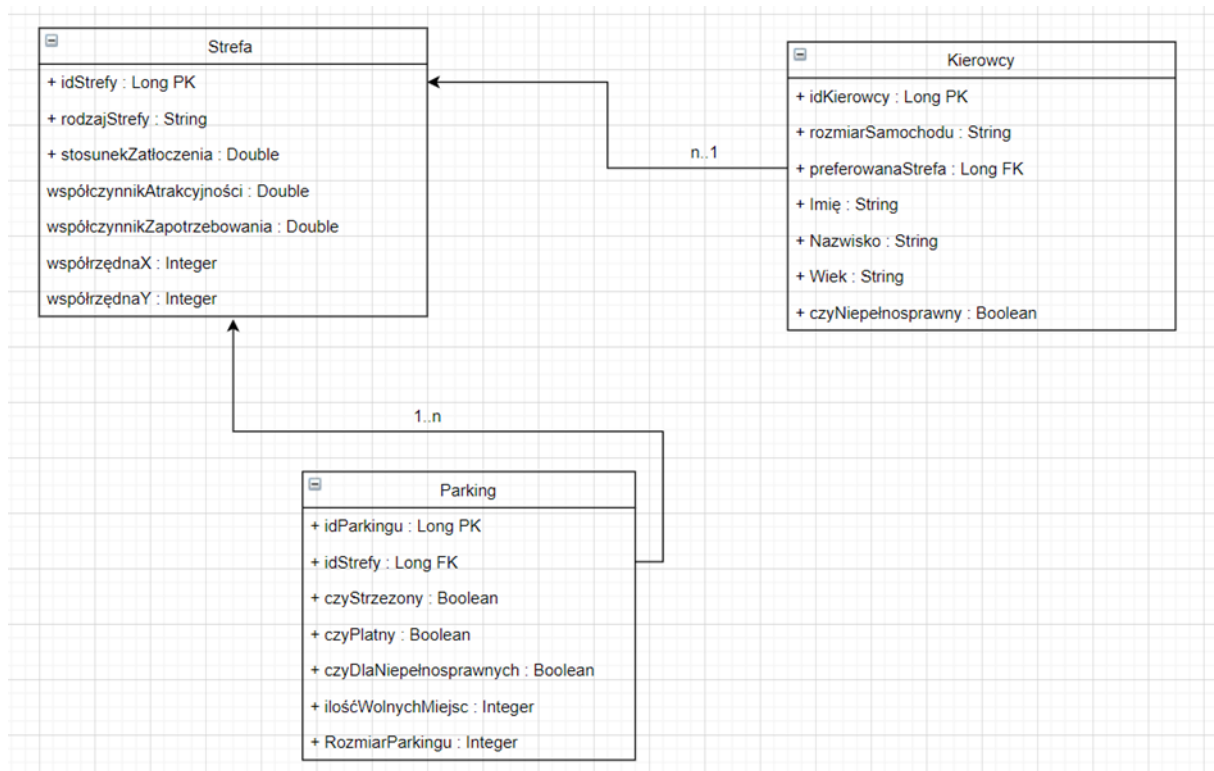 Strefa
+ idStrefy : Long PK
+ rodzajStrefy : String
+ stosunekZatłoczenia : Double
współczynnikAtrakcyjności : Double
współczynnikZapotrzebowania : Double
współrzędnaX : Integer
współrzędnaY : Integer
n..1
Kierowcy
+ idKierowcy : Long PK
+ rozmiarSamochodu : String
+ preferowanaStrefa : Long FK
+ Imię : String
+ Nazwisko : String
+ Wiek : String
+ czyNiepełnosprawny : Boolean
1..n
Parking
+ idParkingu : Long PK
+ idStrefy : Long FK
+ czyStrzezony : Boolean
+ czyPlatny : Boolean
+ czyDlaNiepełnosprawnych : Boolean
+ ilośćWolnychMiejsc : Integer
+ RozmiarParkingu : Integer